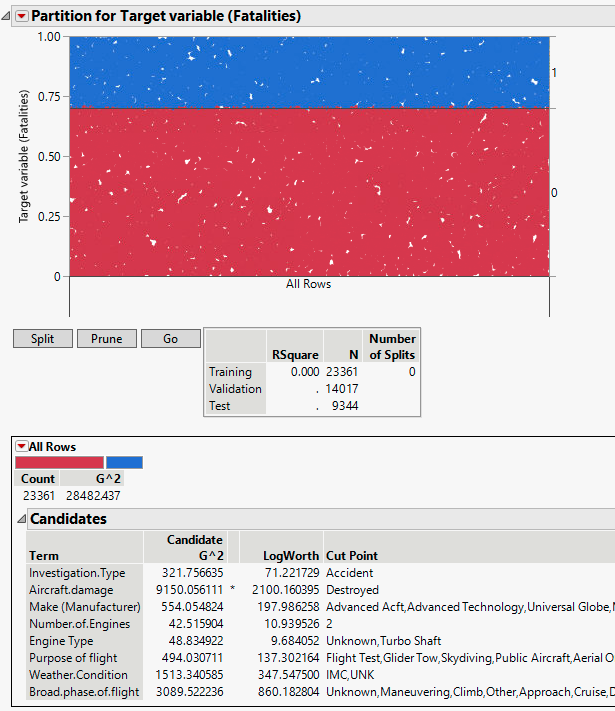 Partition for Target variable (Fatalities)
1.00
0.75
0.50
0.25
0
Target variable (Fatalities)
1
0
All Rows
Split Prune Go
RSquare N Number of Splits
Training 0.000 23361 0
Validation . 14017
Test . 9344
All Rows
Count G^2
23361 28482.437
Candidates
Term Candidate G^2 LogWorth Cut Point
Investigation.Type 321.756635 71.221729 Accident
Aircraft.damage 9150.056111 * 2100.160395 Destroyed
Make (Manufacturer) 554.054824 197.986258 Advanced Acft,Advanced Technology,Universal Globe,
Number.of.Engines 42.515904 10.939526 2
Engine Type 48.834922 9.684052 Unknown,Turbo Shaft
Purpose of flight 494.030711 137.302164 Flight Test,Glider Tow,Skydiving,Public Aircraft,Aerial O
Weather.Condition 1513.340585 347.547500 IMC,UNK
Broad.phase.of.flight 3089.522236 860.182804 Unknown,Maneuvering,Climb,Other,Approach,Cruise,D